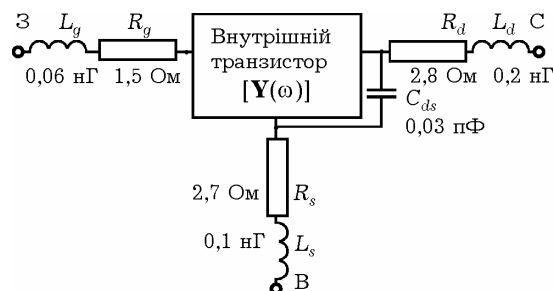 З L_g R_g Внутрішній R_d L_d С
транзистор
[Y(ω)]
0,06 нГ 1,5 Ом 2,8 Ом 0,2 нГ
C_ds
0,03 пФ
2,7 Ом R_s
0,1 нГ L_s
В